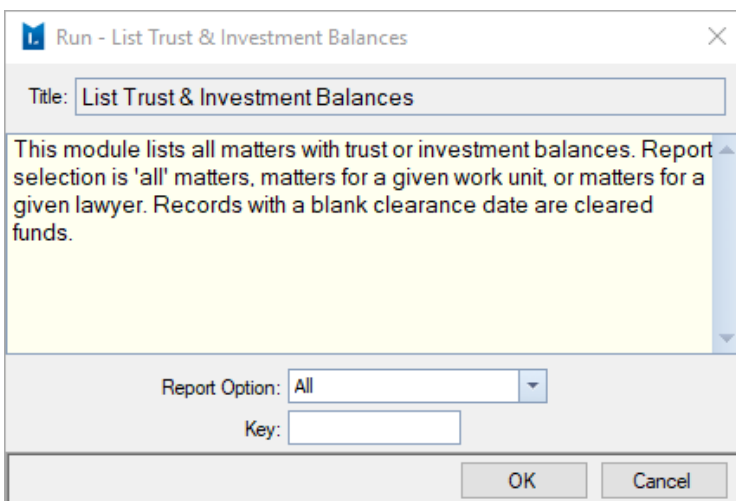 Run - List Trust & Investment Balances
Title: List Trust & Investment Balances
This module lists all matters with trust or investment balances. Report
selection is 'all' matters, matters for a given work unit, or matters for a
given lawyer. Records with a blank clearance date are cleared
funds.
Report Option: All
Key:
OK Cancel